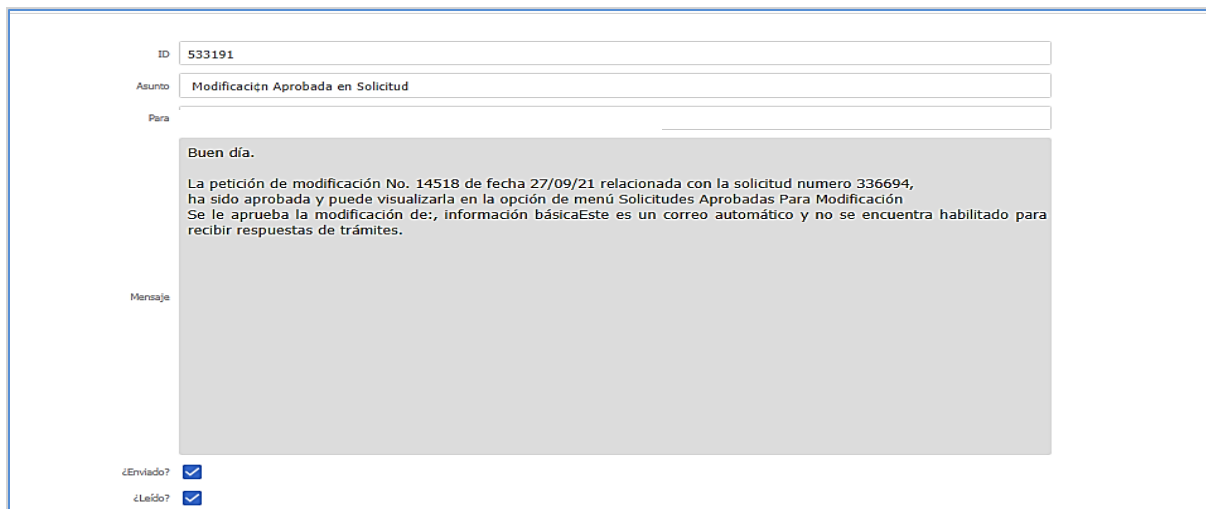 ID 533191
Asunto Modificaci¢n Aprobada en Solicitud
Para
Buen día.
La petición de modificación No. 14518 de fecha 27/09/21 relacionada con la solicitud numero 336694,
ha sido aprobada y puede visualizarla en la opción de menú Solicitudes Aprobadas Para Modificación
Se le aprueba la modificación de:, información básicaEste es un correo automático y no se encuentra habilitado para
recibir respuestas de trámites.
Mensaje
¿Enviado?
¿Leído?